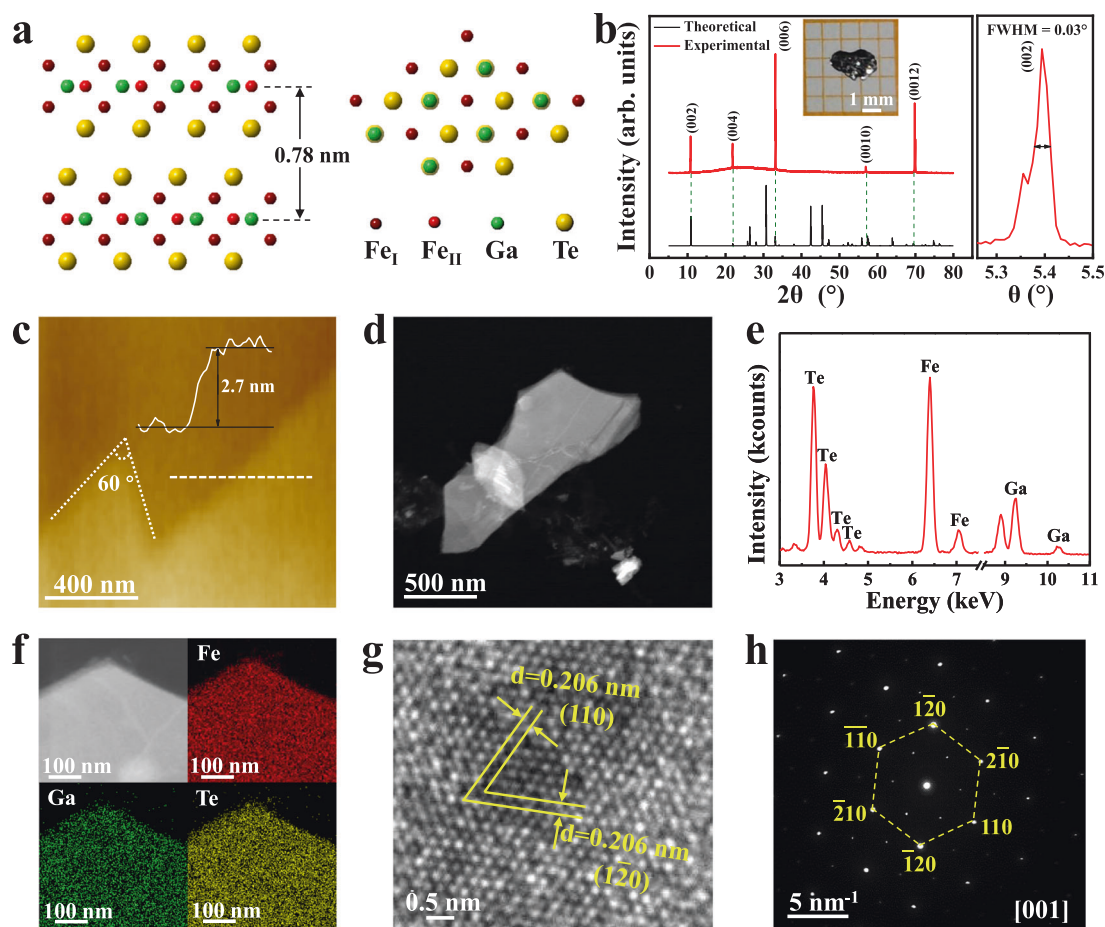 a
0.78 nm
Fe_I Fe_II Ga Te
b
Intensity (arb. units)
Theoretical
Experimental
(002)
(004)
(006)
(0010)
(0012)
1 mm
0 10 20 30 40 50 60 70 80
2θ (°)
FWHM = 0.03°
(002)
5.3 5.4 5.5
θ (°)
c
2.7 nm
60 °
400 nm
d
500 nm
e
Intensity (kcounts)
Te
Te
Te
Te
Fe
Fe
Ga
Ga
3 4 5 6 7 9 10 11
Energy (keV)
f
Fe
100 nm
100 nm
Ga
Te
100 nm
100 nm
g
d=0.206 nm
(110)
d=0.206 nm
(12̅0)
0.5 nm
h
12̅0
1̅1̅0
21̅0
2̅10
110
1̅20
5 nm⁻¹
[001]